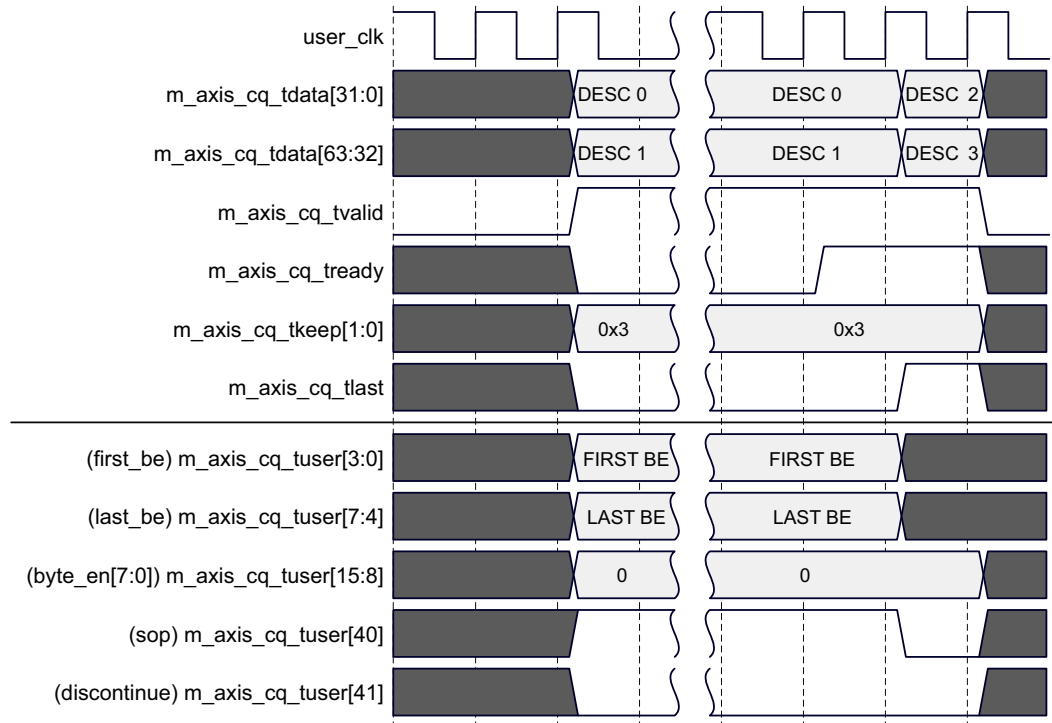 user_clk
m_axis_cq_tdata[31:0] DESC 0 DESC 0 DESC 2
m_axis_cq_tdata[63:32] DESC 1 DESC 1 DESC 3
m_axis_cq_tvalid
m_axis_cq_tready
m_axis_cq_tkeep[1:0] 0x3 0x3
m_axis_cq_tlast
(first_be) m_axis_cq_tuser[3:0] FIRST BE FIRST BE
(last_be) m_axis_cq_tuser[7:4] LAST BE LAST BE
(byte_en[7:0]) m_axis_cq_tuser[15:8] 0 0
(sop) m_axis_cq_tuser[40]
(discontinue) m_axis_cq_tuser[41]